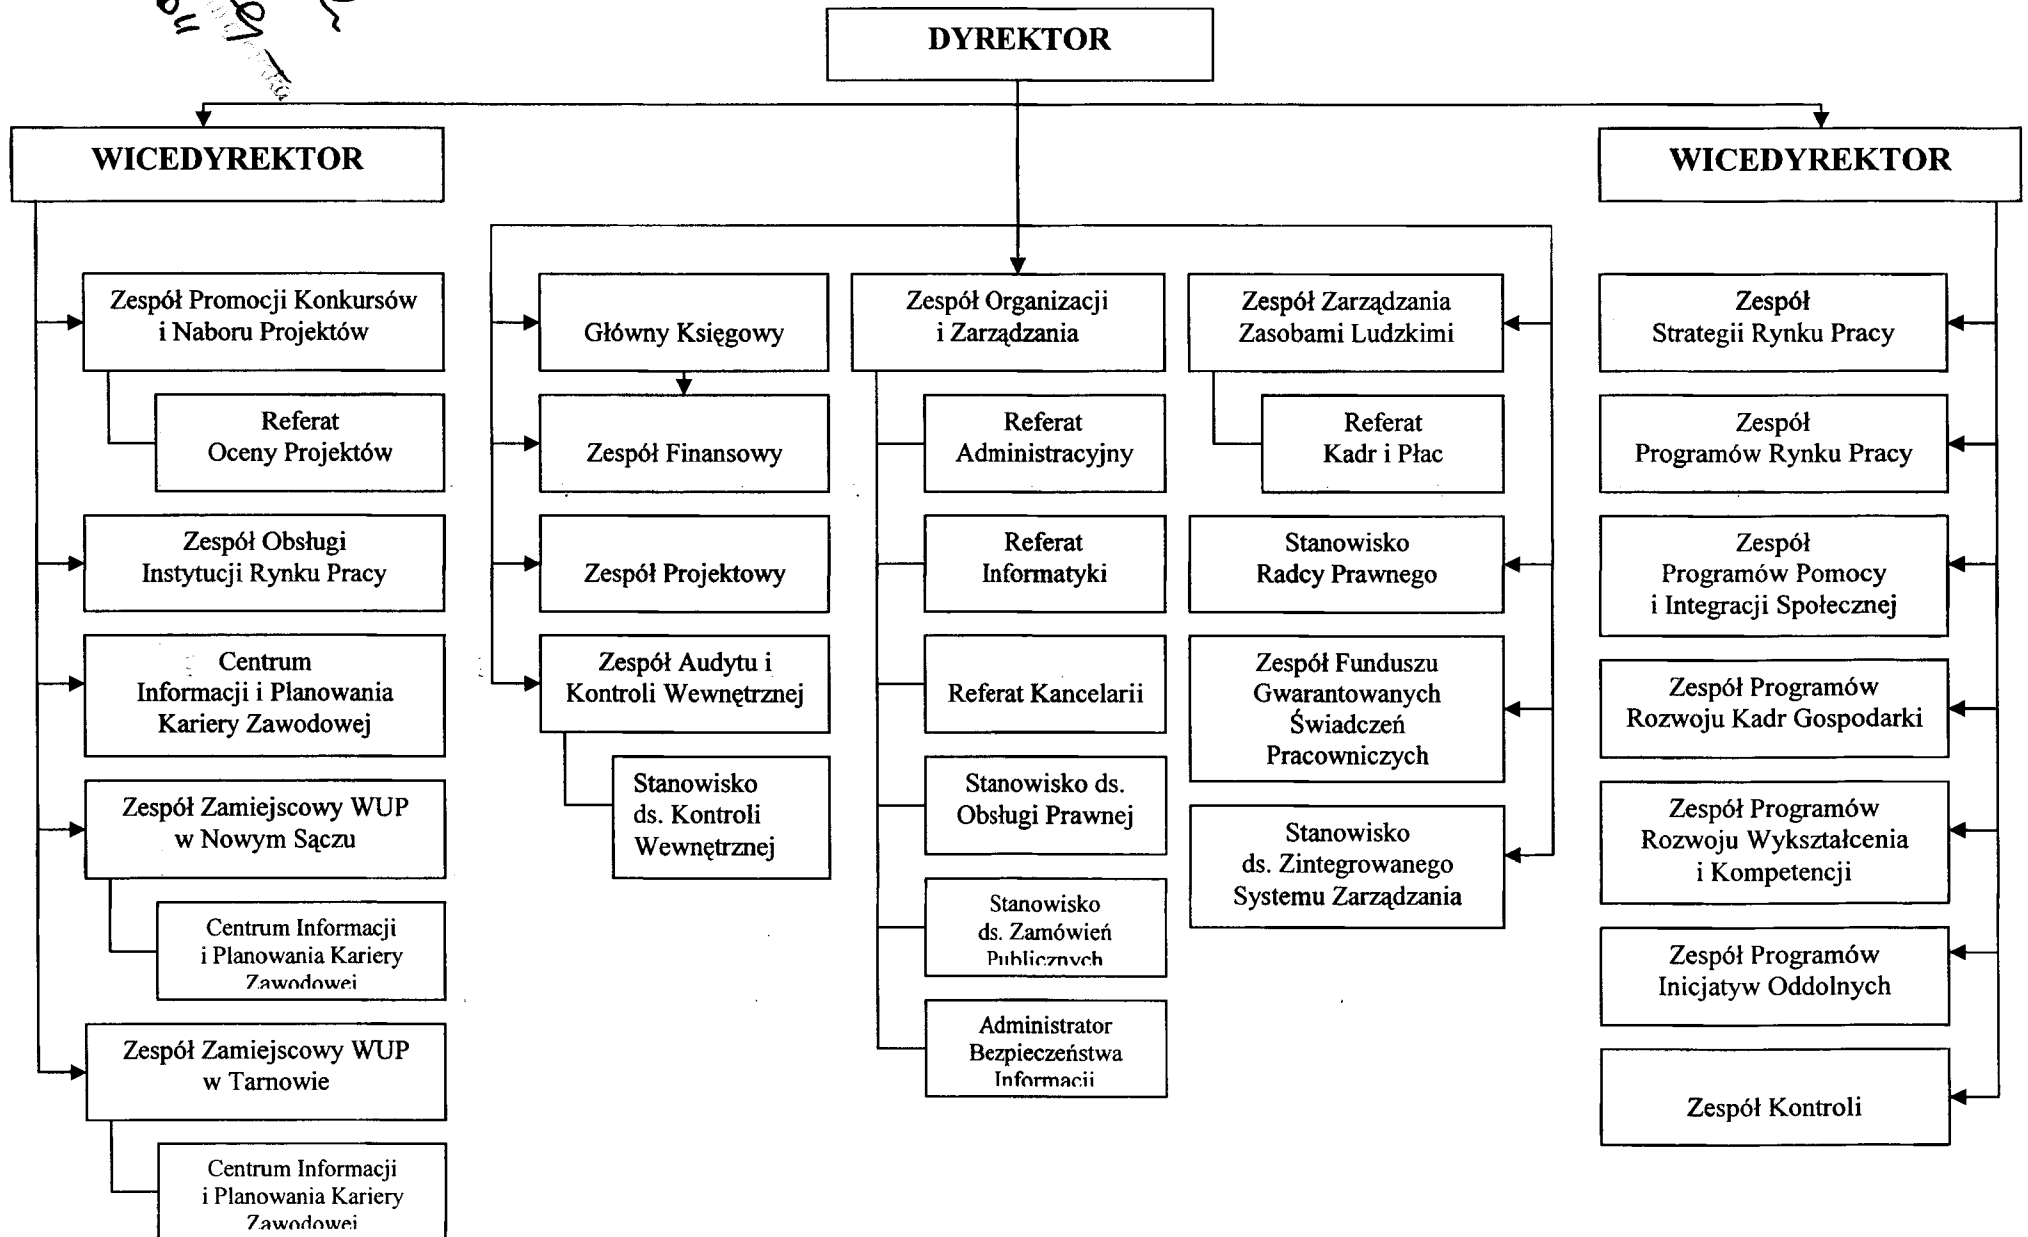 DYREKTOR
WICEDYREKTOR
WICEDYREKTOR
Zespół Promocji Konkursów
i Naboru Projektów
Referat
Oceny Projektów
Zespół Obsługi
Instytucji Rynku Pracy
Centrum
Informacji i Planowania
Kariery Zawodowej
Zespół Zamiejscowy WUP
w Nowym Sączu
Centrum Informacji
i Planowania Kariery
Zawodowej
Zespół Zamiejscowy WUP
w Tarnowie
Centrum Informacji
i Planowania Kariery
Zawodowej
Główny Księgowy
Zespół Finansowy
Zespół Projektowy
Zespół Audytu i
Kontroli Wewnętrznej
Stanowisko
ds. Kontroli
Wewnętrznej
Zespół Organizacji
i Zarządzania
Referat
Administracyjny
Referat
Informatyki
Referat Kancelarii
Stanowisko ds.
Obsługi Prawnej
Stanowisko
ds. Zamówień
Publicznych
Administrator
Bezpieczeństwa
Informacji
Zespół Zarządzania
Zasobami Ludzkimi
Referat
Kadr i Płac
Stanowisko
Radcy Prawnego
Zespół Funduszu
Gwarantowanych
Świadczeń
Pracowniczych
Stanowisko
ds. Zintegrowanego
Systemu Zarządzania
Zespół
Strategii Rynku Pracy
Zespół
Programów Rynku Pracy
Zespół
Programów Pomocy
i Integracji Społecznej
Zespół Programów
Rozwoju Kadr Gospodarki
Zespół Programów
Rozwoju Wykształcenia
i Kompetencji
Zespół Programów
Inicjatyw Oddolnych
Zespół Kontroli